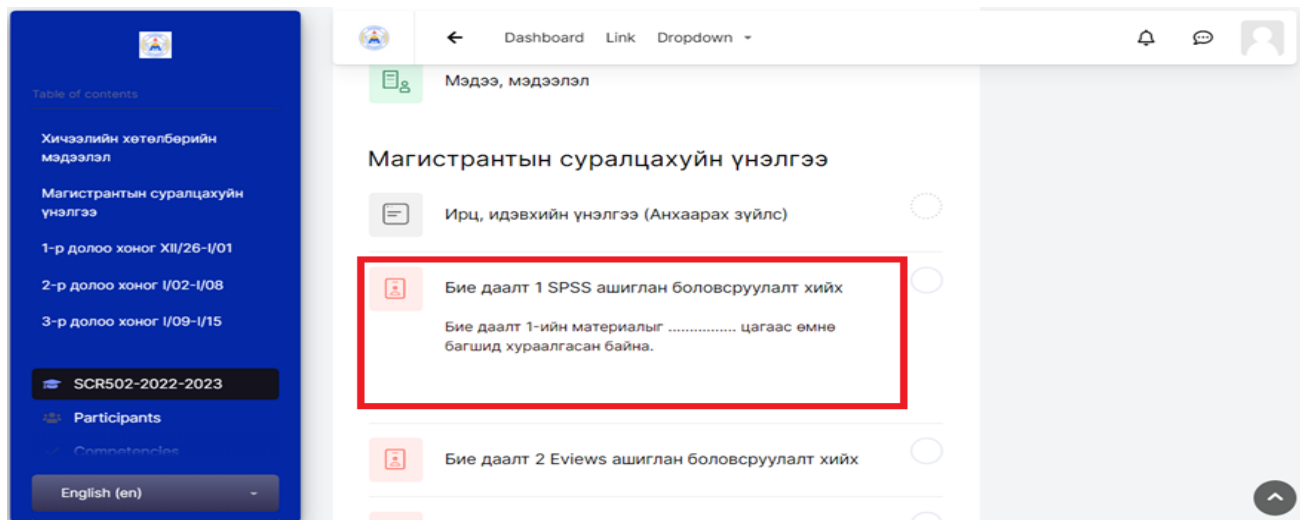 Table of contents
Хичээлийн хөтөлбөрийн
мэдээлэл
Магистрантын суралцахуйн
үнэлгээ
1-р долоо хоног XII/26-I/01
2-р долоо хоног I/02-I/08
3-р долоо хоног I/09-I/15
SCR502-2022-2023
Participants
Competencies
English (en)
Dashboard Link Dropdown
Мэдээ, мэдээлэл
Магистрантын суралцахуйн үнэлгээ
Ирц, идэвхийн үнэлгээ (Анхаарах зүйлс)
Бие даалт 1 SPSS ашиглан боловсруулалт хийх
Бие даалт 1-ийн материалыг ................ цагаас өмнө
багшид хураалгасан байна.
Бие даалт 2 Eviews ашиглан боловсруулалт хийх